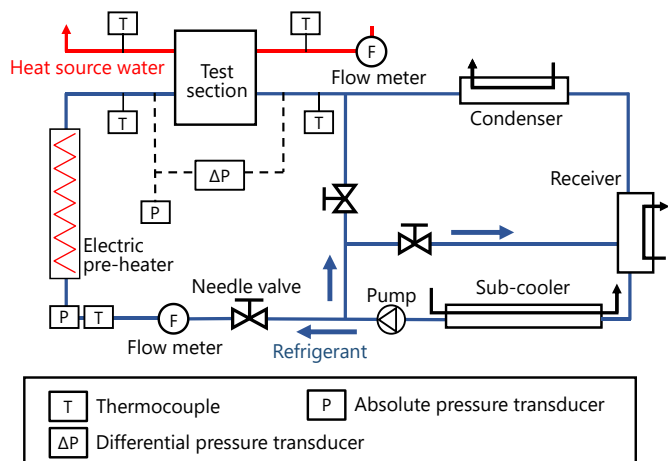 T
T
F
Heat source water
Test
section
Flow meter
T
T
Condenser
ΔP
P
Receiver
Electric
pre-heater
Needle valve
Pump
Sub-cooler
P
T
F
Flow meter
Refrigerant
T
Thermocouple
P
Absolute pressure transducer
ΔP
Differential pressure transducer